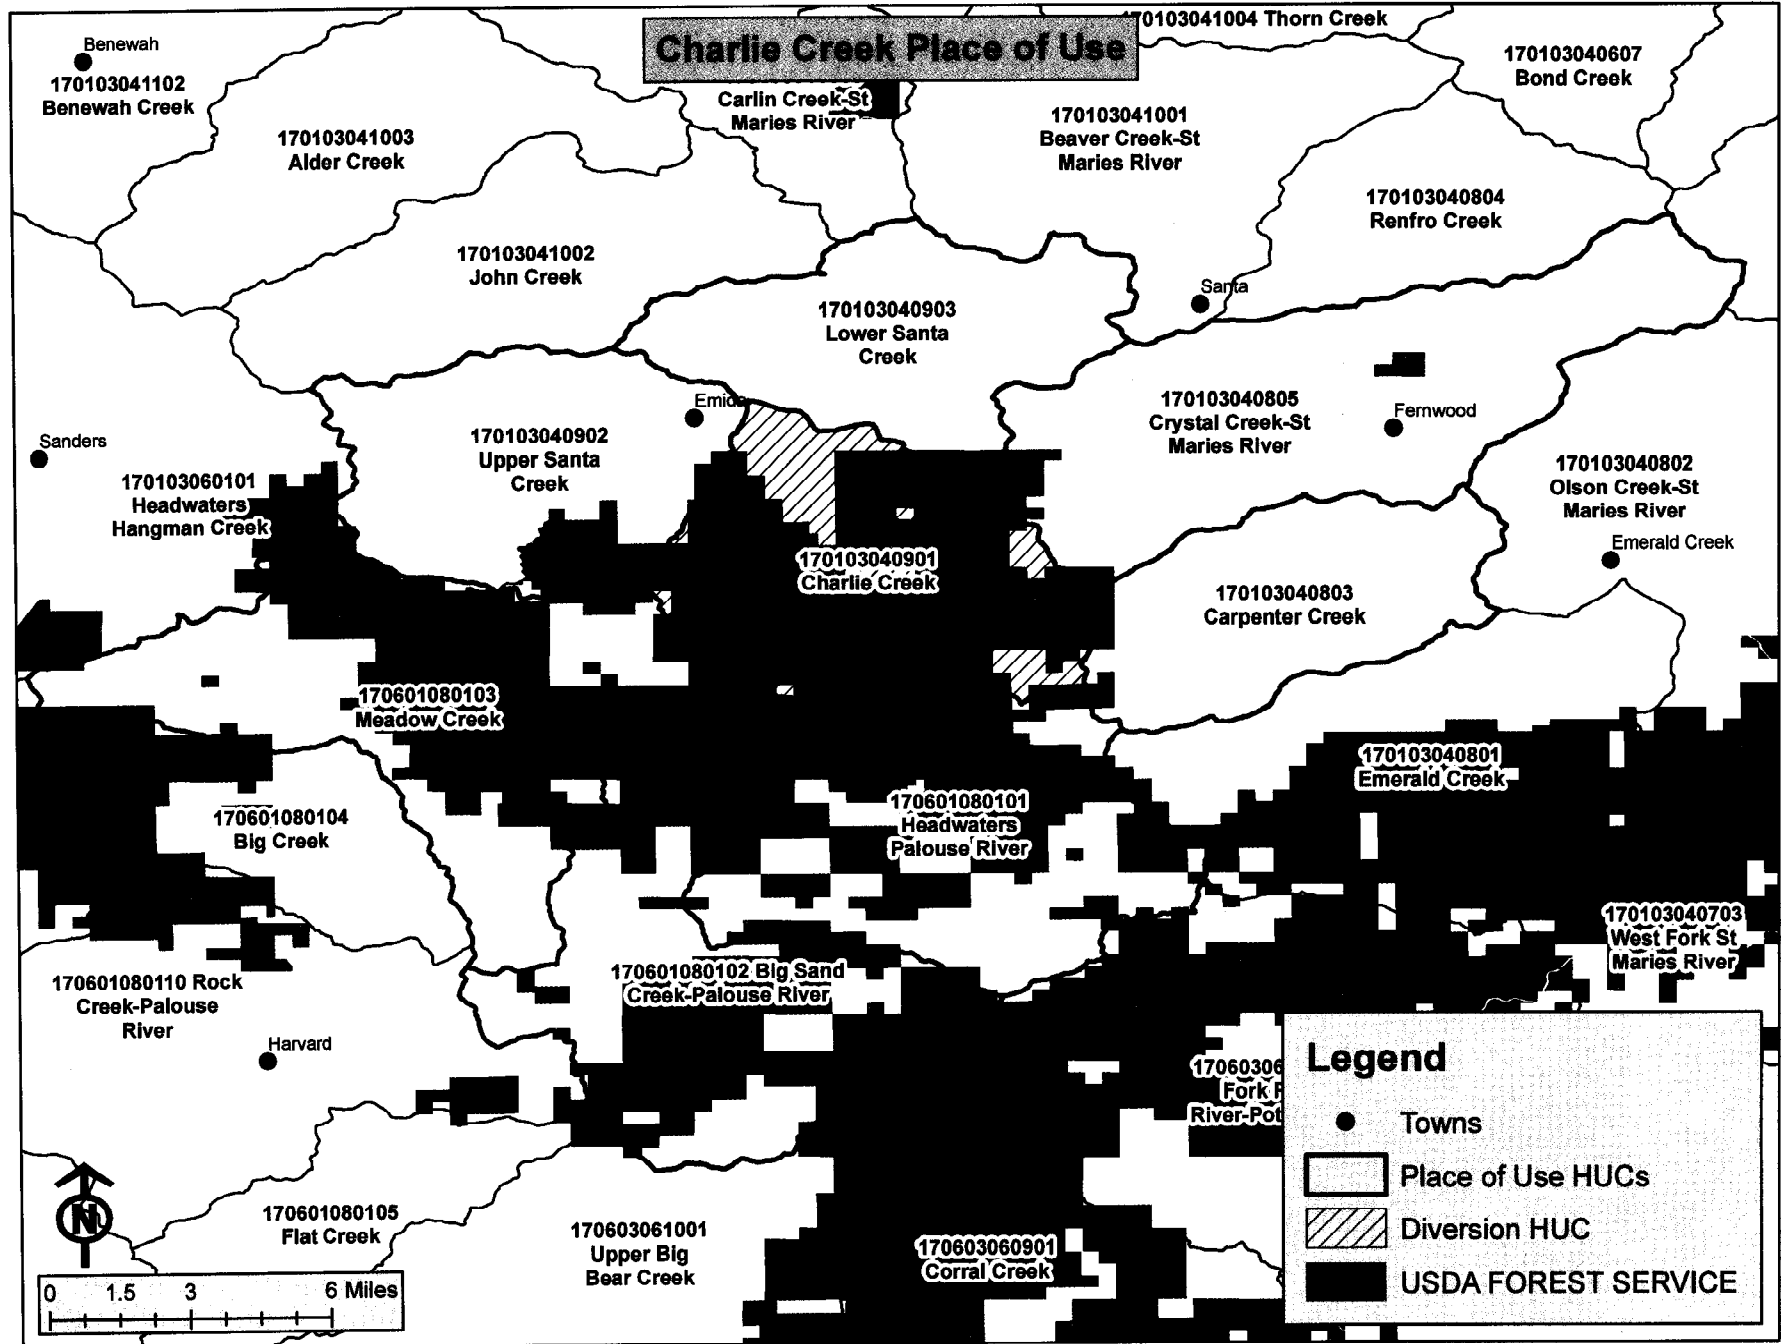 Charlie Creek Place of Use
170103041004 Thorn Creek
Benewah
170103041102
Benewah Creek
170103041003
Alder Creek
Carlin Creek-St
Maries River
170103041001
Beaver Creek-St
Maries River
170103040607
Bond Creek
170103040804
Renfro Creek
170103041002
John Creek
Santa
170103040903
Lower Santa
Creek
Emida
170103040805
Crystal Creek-St
Maries River
Fernwood
Sanders
170103040902
Upper Santa
Creek
170103060101
Headwaters
Hangman Creek
170103040802
Olson Creek-St
Maries River
Emerald Creek
170103040901
Charlie Creek
170103040803
Carpenter Creek
170601080103
Meadow Creek
170103040801
Emerald Creek
170601080104
Big Creek
170601080101
Headwaters
Palouse River
170103040703
West Fork St
Maries River
170601080110 Rock
Creek-Palouse
River
170601080102 Big Sand
Creek-Palouse River
Harvard
17060306
Fork
River-Pot
170601080105
Flat Creek
170603061001
Upper Big
Bear Creek
170603060901
Corral Creek
N
0 1.5 3 6 Miles
Legend
Towns
Place of Use HUCs
Diversion HUC
USDA FOREST SERVICE